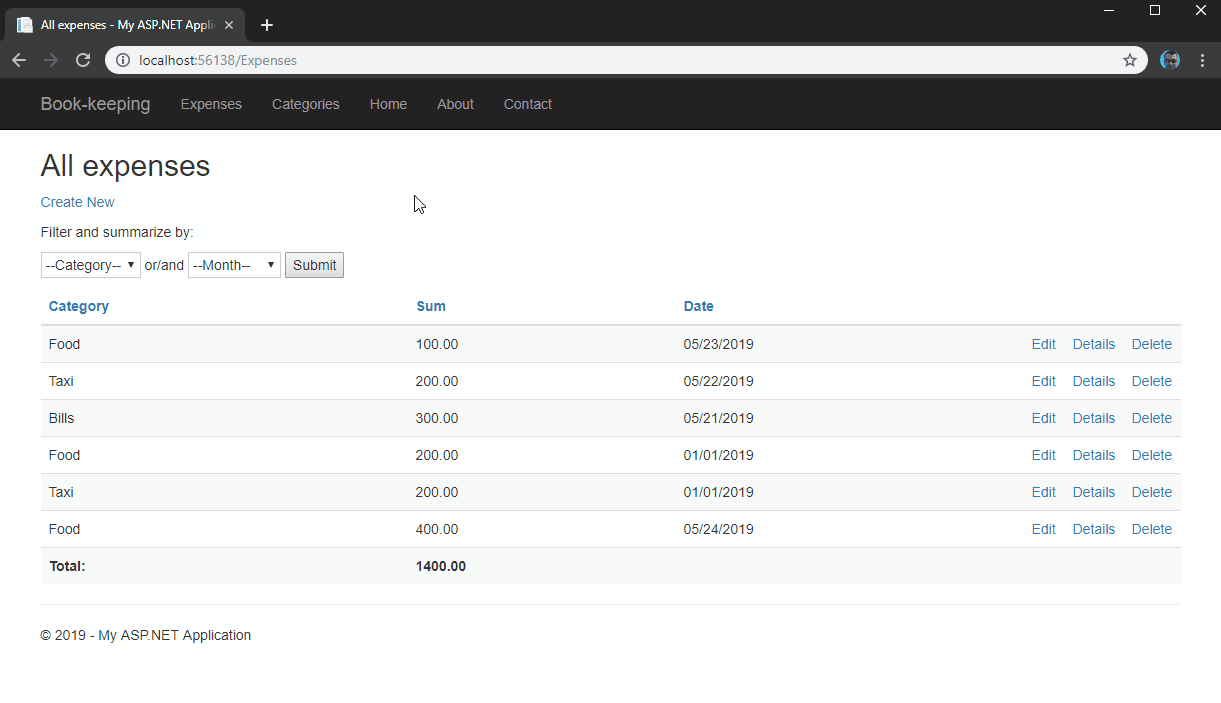 All expenses - My ASP.NET Appli
localhost:56138/Expenses
Book-keeping Expenses Categories Home About Contact
All expenses
Create New
Filter and summarize by:
--Category-- or/and --Month-- Submit
Category Sum Date
Food 100.00 05/23/2019 Edit Details Delete
Taxi 200.00 05/22/2019 Edit Details Delete
Bills 300.00 05/21/2019 Edit Details Delete
Food 200.00 01/01/2019 Edit Details Delete
Taxi 200.00 01/01/2019 Edit Details Delete
Food 400.00 05/24/2019 Edit Details Delete
Total: 1400.00
© 2019 - My ASP.NET Application